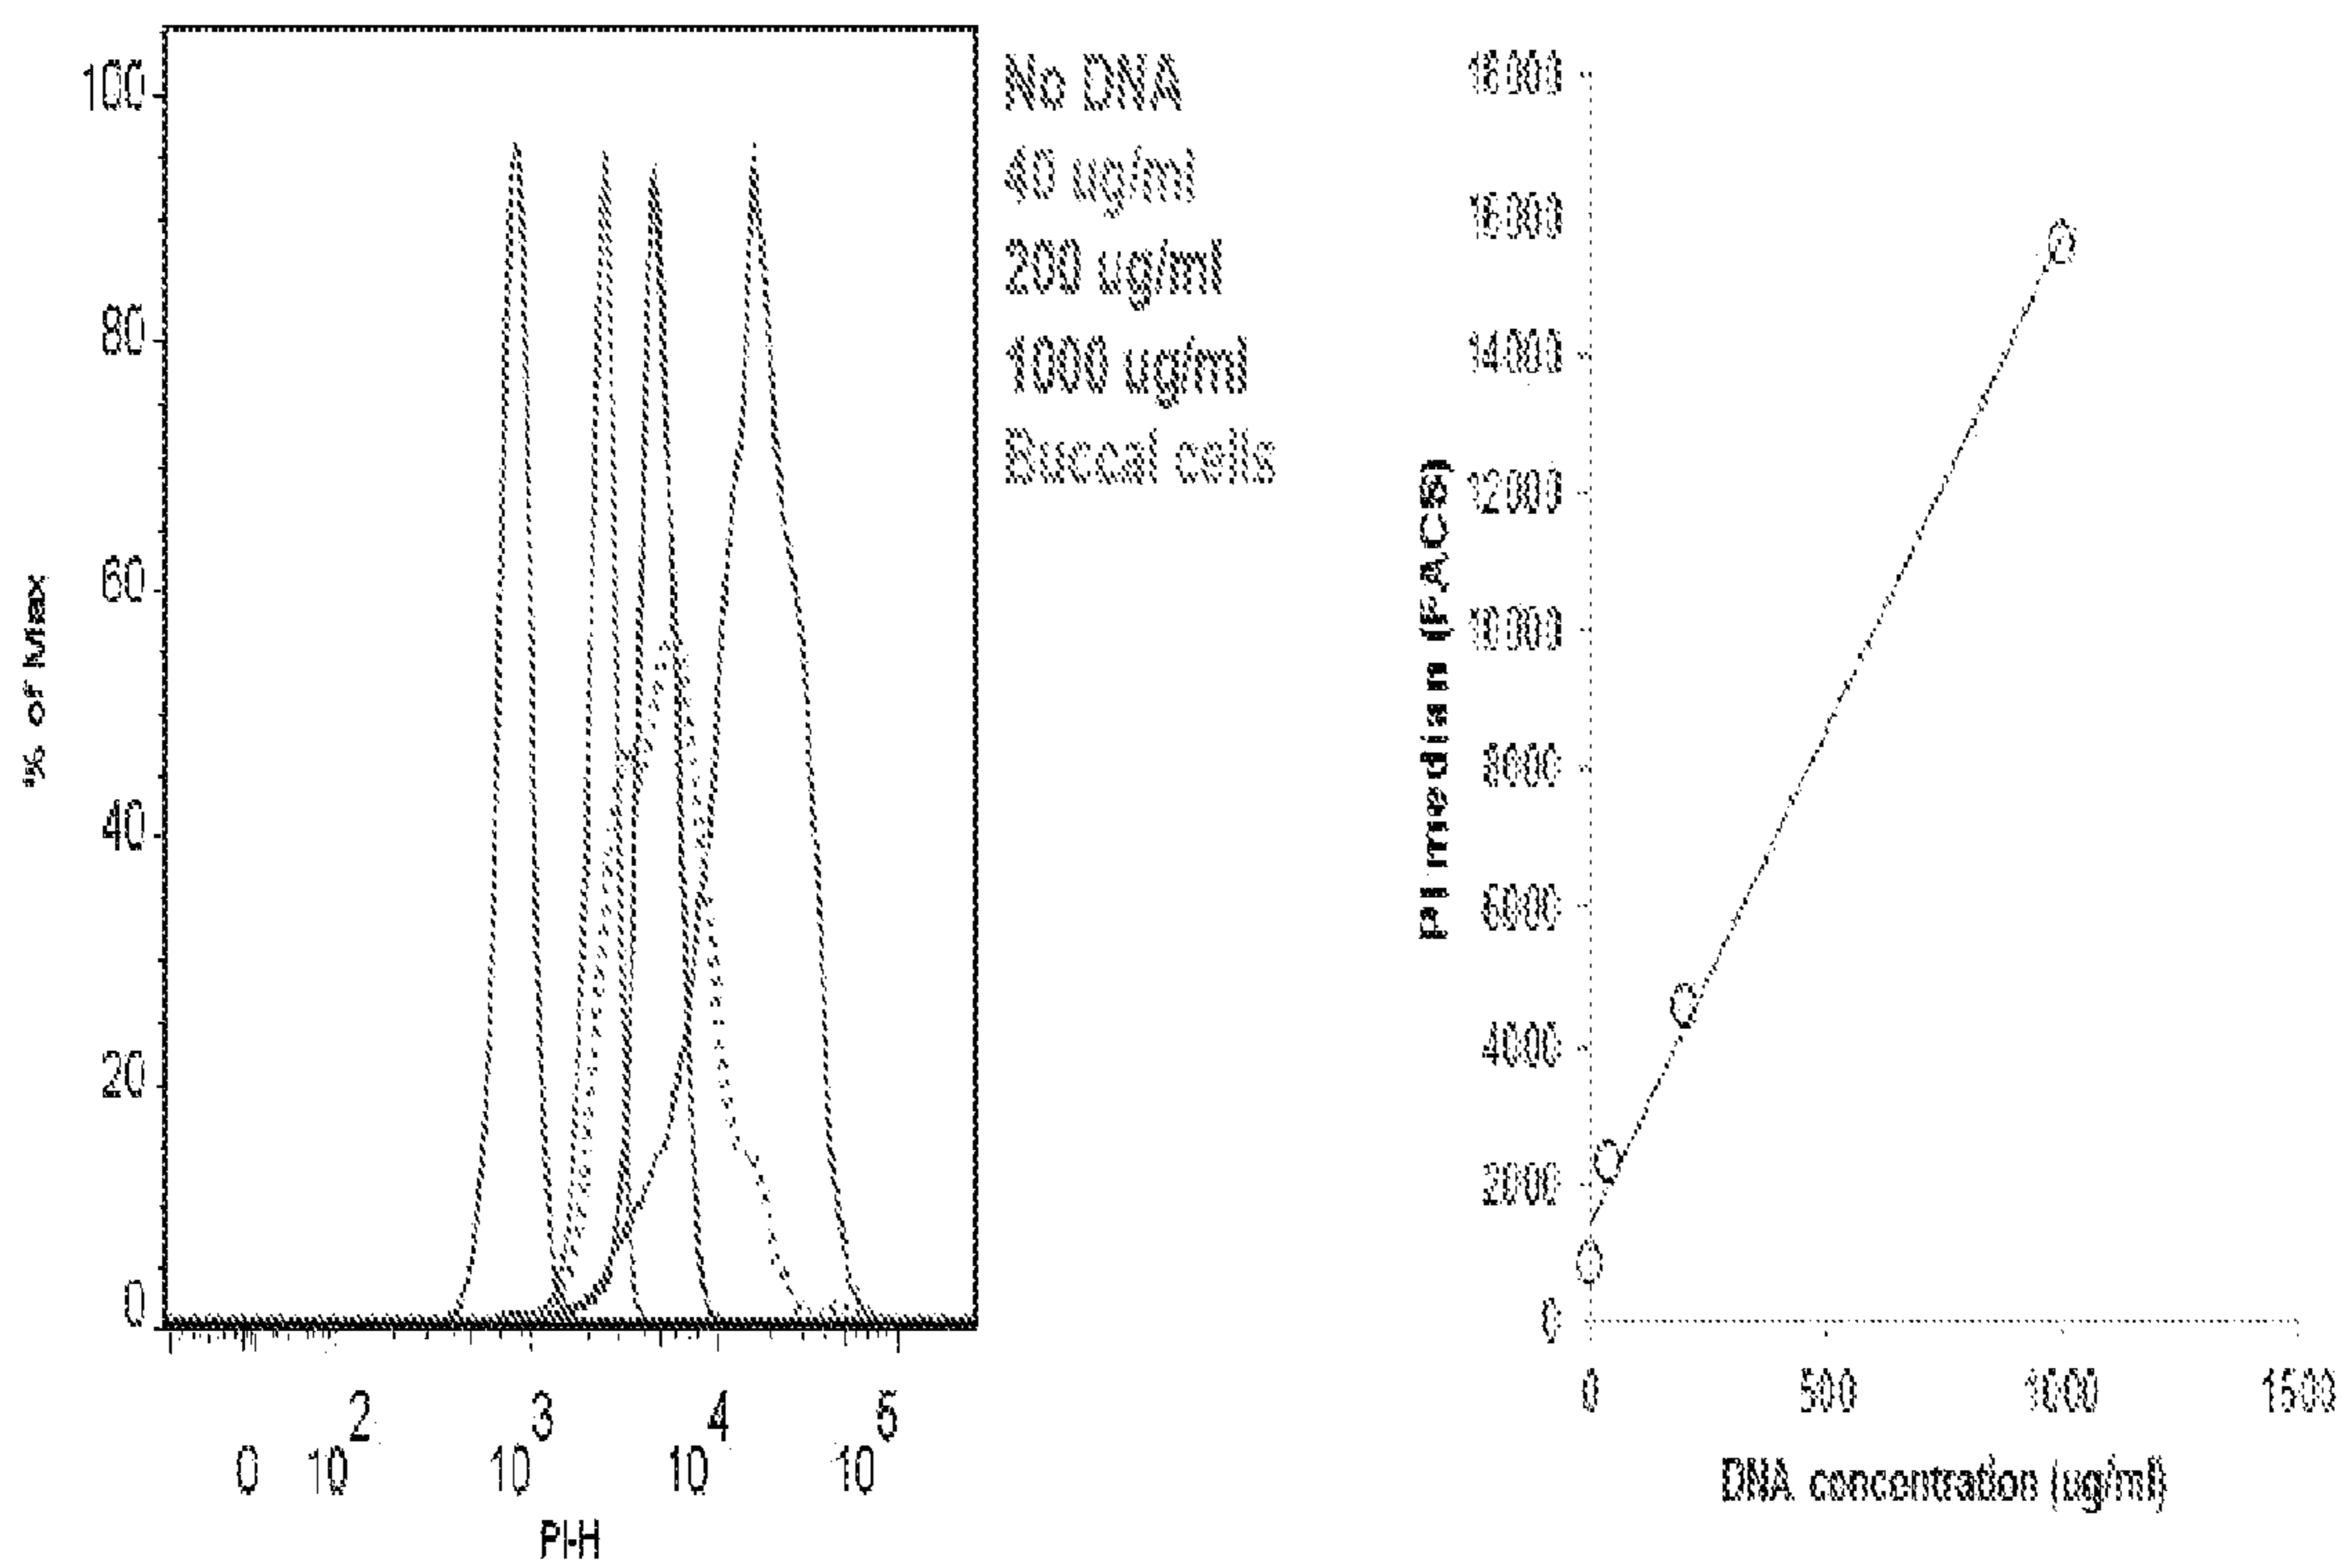 100
80
60
40
20
0
% of Max
0 10 2 10 3 10 4 10 5
PI-H
No DNA
40 ug/ml
200 ug/ml
1000 ug/ml
Buccal cells
18000
16000
14000
12000
10000
8000
6000
4000
2000
0
PI median (FACS)
0 500 1000 1500
DNA concentration (ug/ml)